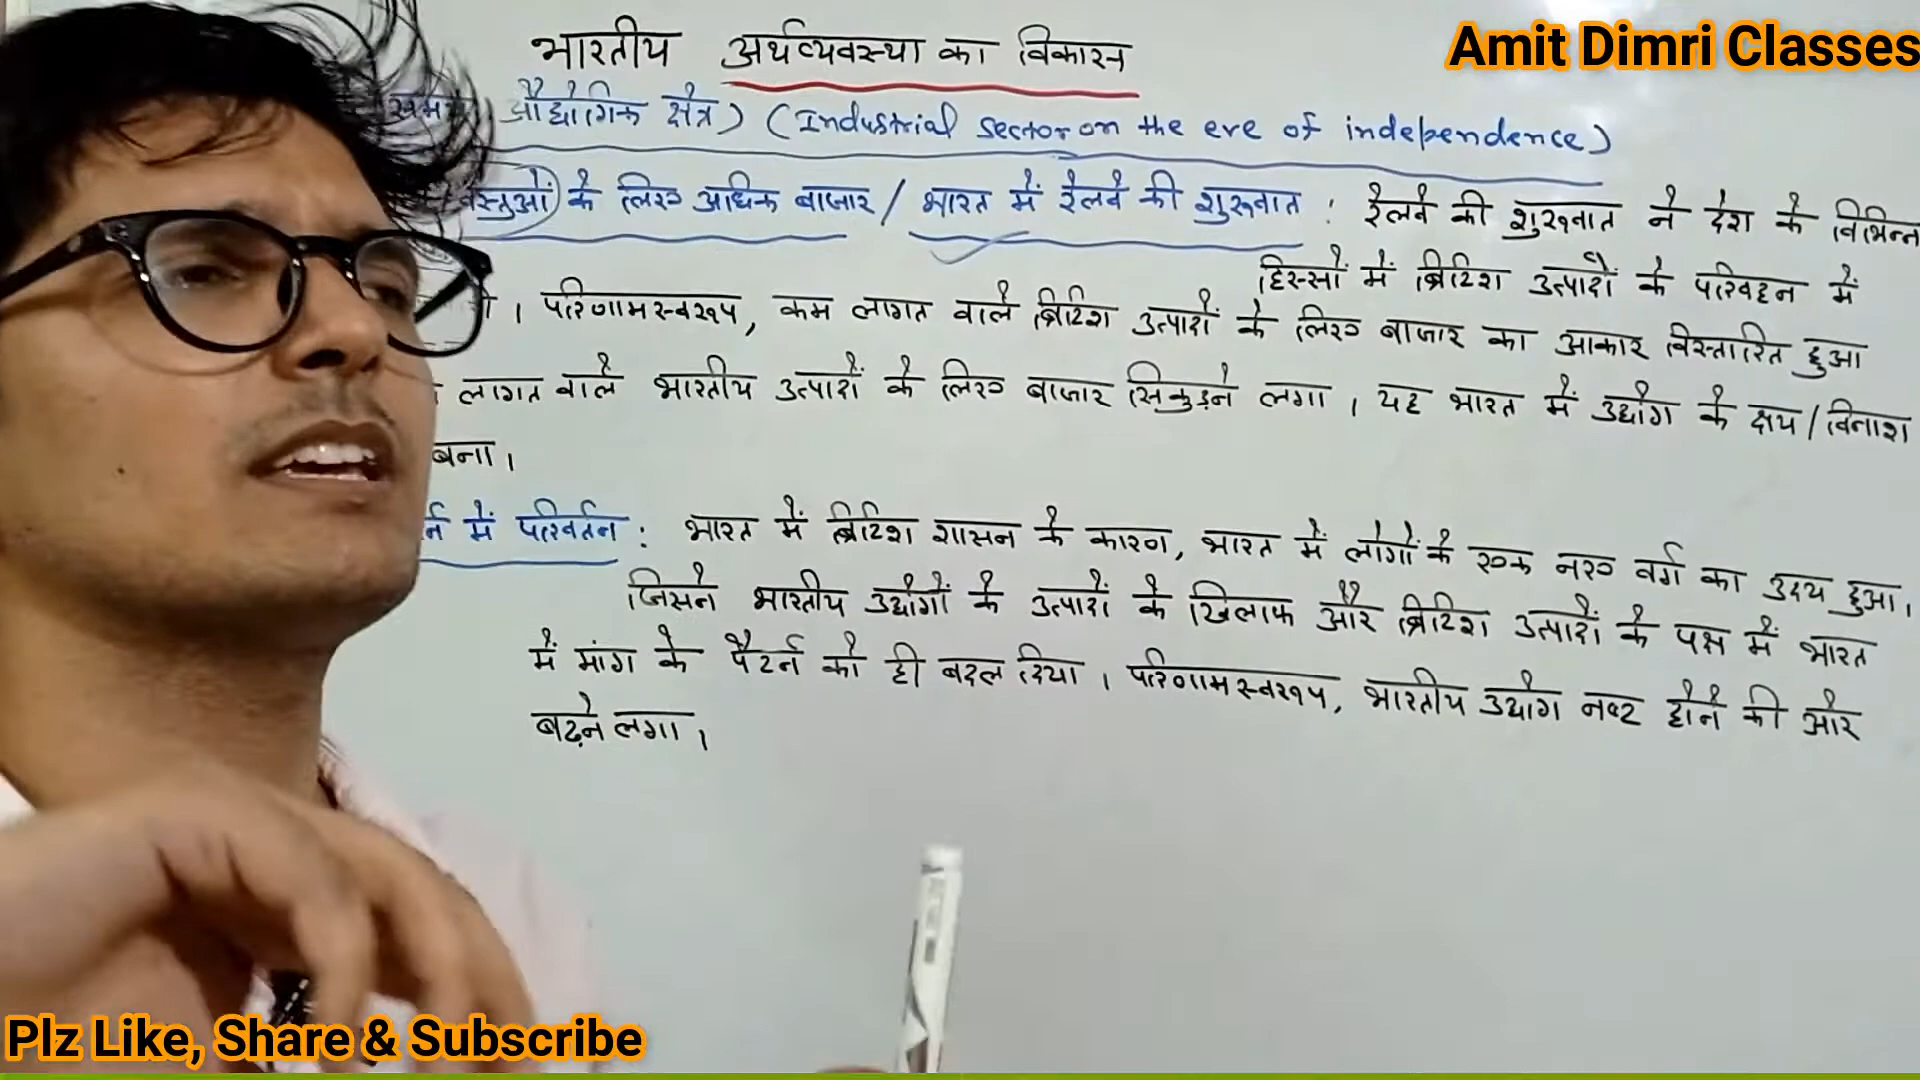 भारतीय अर्थव्यवस्था का विकास
Amit Dimri Classes
औद्योगिक क्षेत्र) (Industrial sector on the eve of independence)
वस्तुओं के लिए अधिक बाजार / भारत में रेलवे की शुरुवात : रेलवे की शुरुवात ने देश के विभिन्न
हिस्सों में ब्रिटिश उत्पादों के परिवहन में
। परिणामस्वरूप, कम लागत वाले ब्रिटिश उत्पादों के लिए बाजार का आकार विस्तारित हुआ
लागत वाले भारतीय उत्पादों के लिए बाजार सिकुड़ने लगा । यह भारत में उद्योग के क्षय / विनाश
बना ।
में परिवर्तन : भारत में ब्रिटिश शासन के कारण, भारत में लोगों के एक नए वर्ग का उदय हुआ ।
जिसने भारतीय उद्योगों के उत्पादों के खिलाफ और ब्रिटिश उत्पादों के पक्ष में भारत
में मांग के पैटर्न को ही बदल दिया । परिणामस्वरूप, भारतीय उद्योग नष्ट होने की ओर
बढ़ने लगा ।
Plz Like, Share & Subscribe